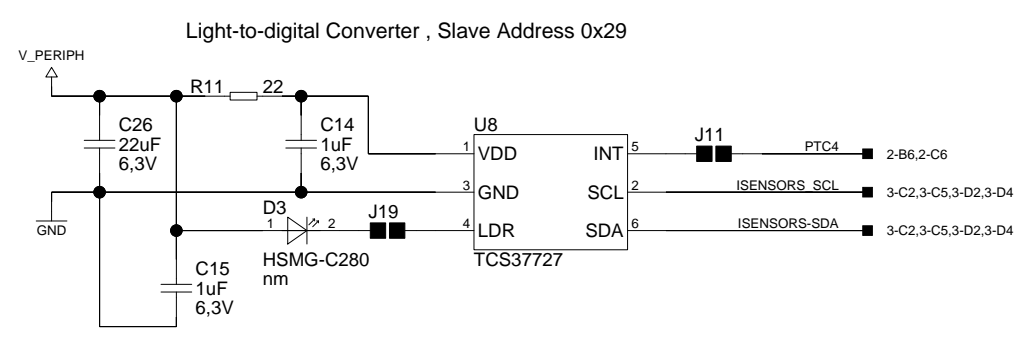 Light-to-digital Converter , Slave Address 0x29
V_PERIPH
R11 22
C26
22uF
6,3V
C14
1uF
6,3V
U8
1 VDD
3 GND
4 LDR
INT 5
SCL 2
SDA 6
TCS37727
J11
PTC4
2-B6,2-C6
ISENSORS_SCL
3-C2,3-C5,3-D2,3-D4
ISENSORS-SDA
3-C2,3-C5,3-D2,3-D4
GND
D3
1 2
HSMG-C280
nm
J19
C15
1uF
6,3V